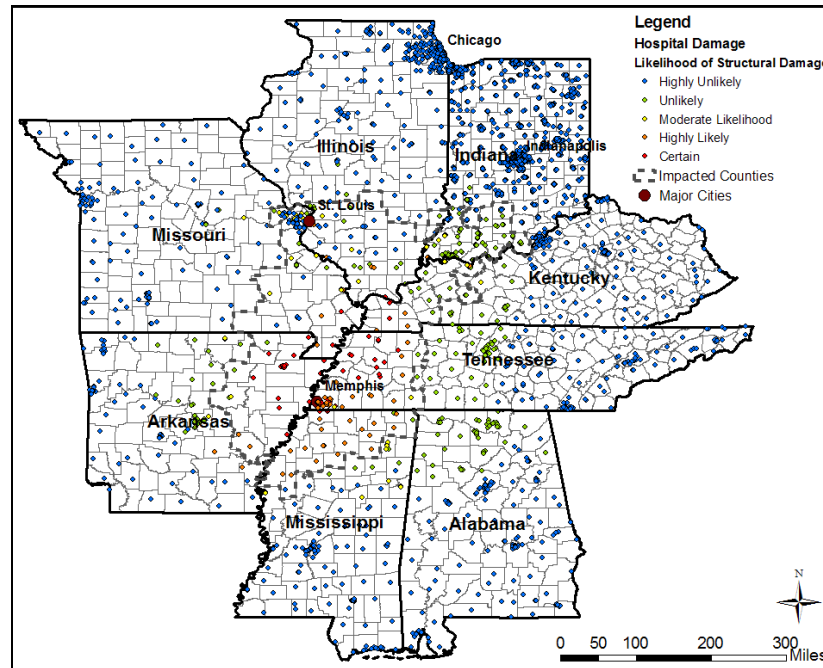 Legend
Hospital Damage
Likelihood of Structural Damage
Highly Unlikely
Unlikely
Moderate Likelihood
Highly Likely
Certain
Impacted Counties
Major Cities
Chicago
Illinois
Indiana
Indianapolis
St. Louis
Missouri
Kentucky
Tennessee
Memphis
Arkansas
Mississippi
Alabama
N
0 50 100 200 300
Miles